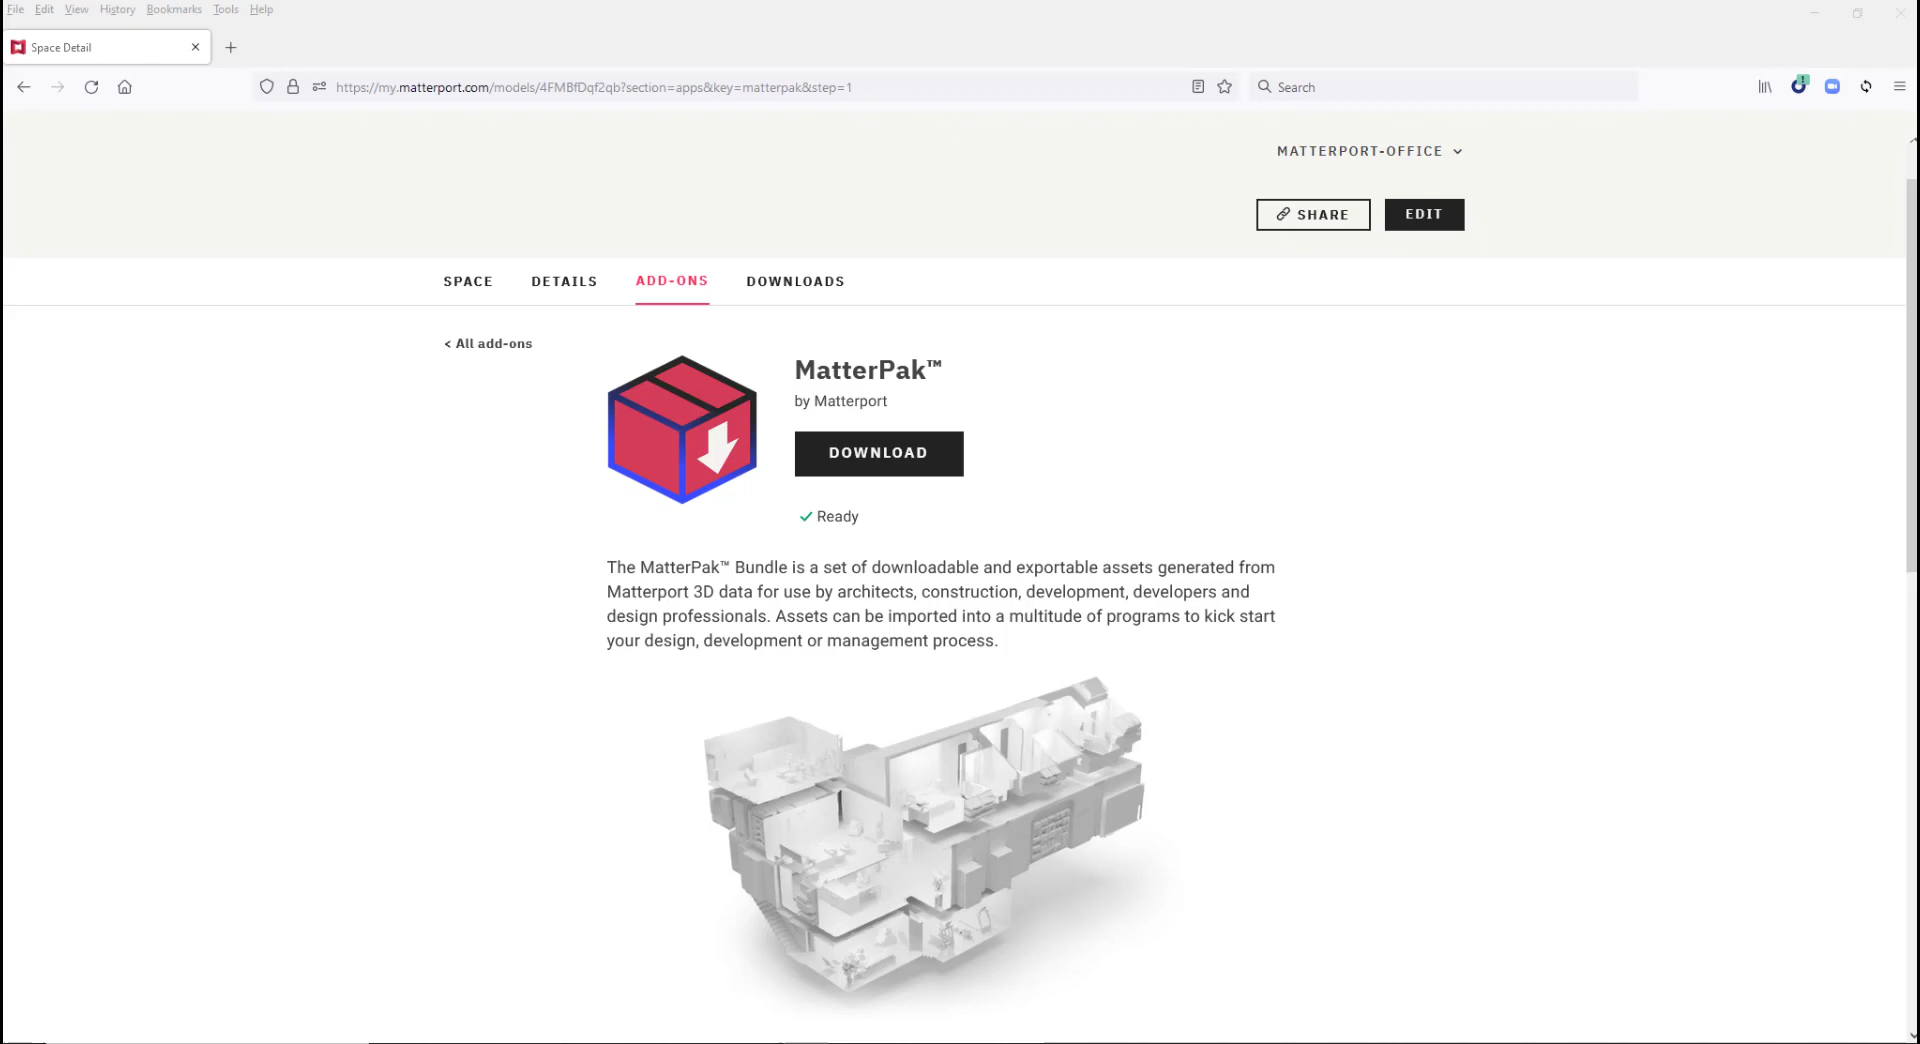 File Edit View History Bookmarks Tools Help
Space Detail
https://my.matterport.com/models/4FMBfDqf2qb?section=apps&key=matterpak&step=1
Search
MATTERPORT-OFFICE
SHARE
EDIT
SPACE
DETAILS
ADD-ONS
DOWNLOADS
< All add-ons
MatterPak™
by Matterport
DOWNLOAD
Ready
The MatterPak™ Bundle is a set of downloadable and exportable assets generated from
Matterport 3D data for use by architects, construction, development, developers and
design professionals. Assets can be imported into a multitude of programs to kick start
your design, development or management process.